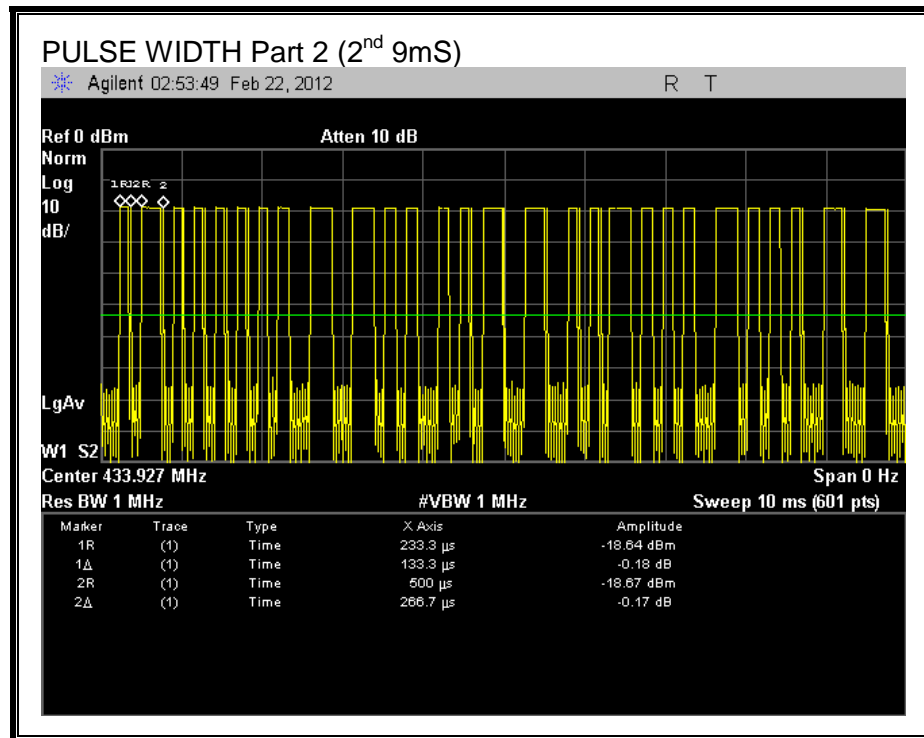 PULSE WIDTH Part 2 (2nd 9mS)
Agilent 02:53:49 Feb 22, 2012 R T
Ref 0 dBm Atten 10 dB
Norm
Log
10
dB/
1R 2R 2
LgAv
W1 S2
Center 433.927 MHz Span 0 Hz
Res BW 1 MHz #VBW 1 MHz Sweep 10 ms (601 pts)
Marker Trace Type X Axis Amplitude
1R (1) Time 233.3 µs -18.64 dBm
1Δ (1) Time 133.3 µs -0.18 dB
2R (1) Time 500 µs -18.67 dBm
2Δ (1) Time 266.7 µs -0.17 dB